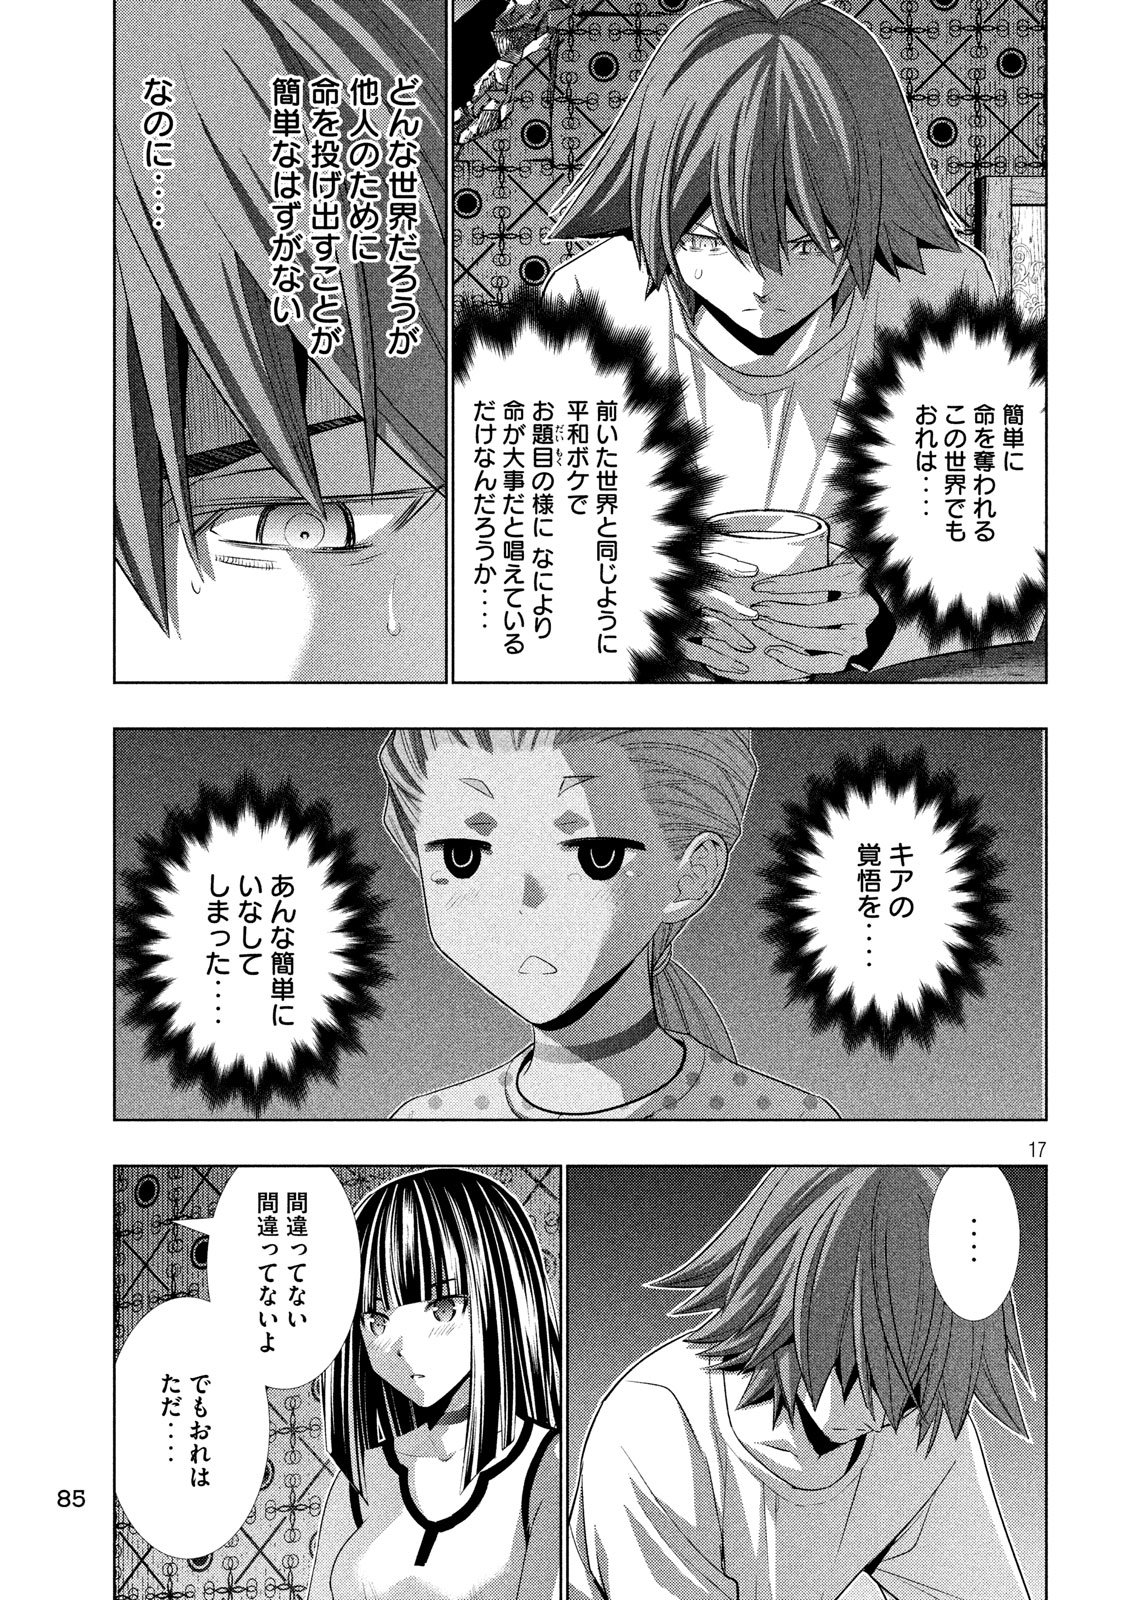 簡単に
命を奪われる
この世界でも
おれは‥‥
前いた世界と同じように
平和ボケで
お題目の様に なにより
だいもく
命が大事だと唱えている
だけなんだろうか‥‥
どんな世界だろうが
他人のために
命を投げ出すことが
簡単なはずがない
なのに‥‥
キアの
覚悟を‥‥
あんな簡単に
いなして
しまった‥‥
17
‥‥
間違ってない
間違ってないよ
でもおれは
ただ‥‥
85